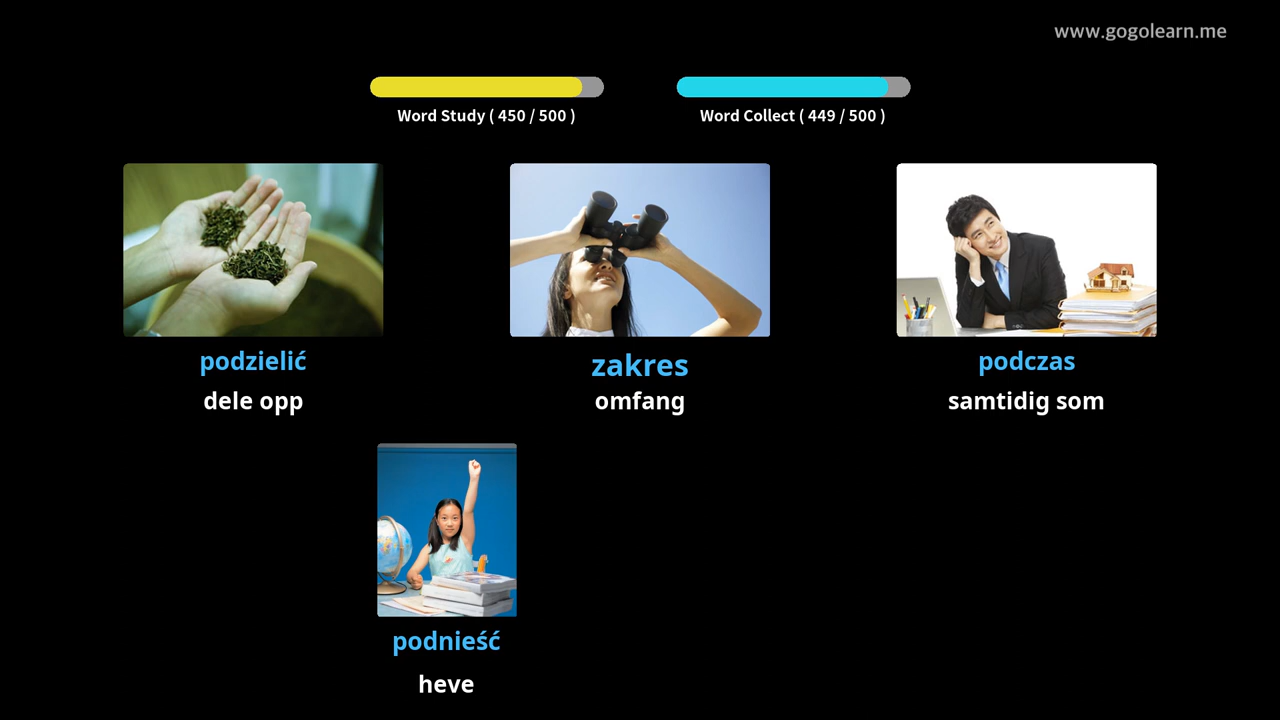 www.gogolearn.me
Word Study ( 450 / 500 )
Word Collect ( 449 / 500 )
podzielić
dele opp
zakres
omfang
podczas
samtidig som
podnieść
heve